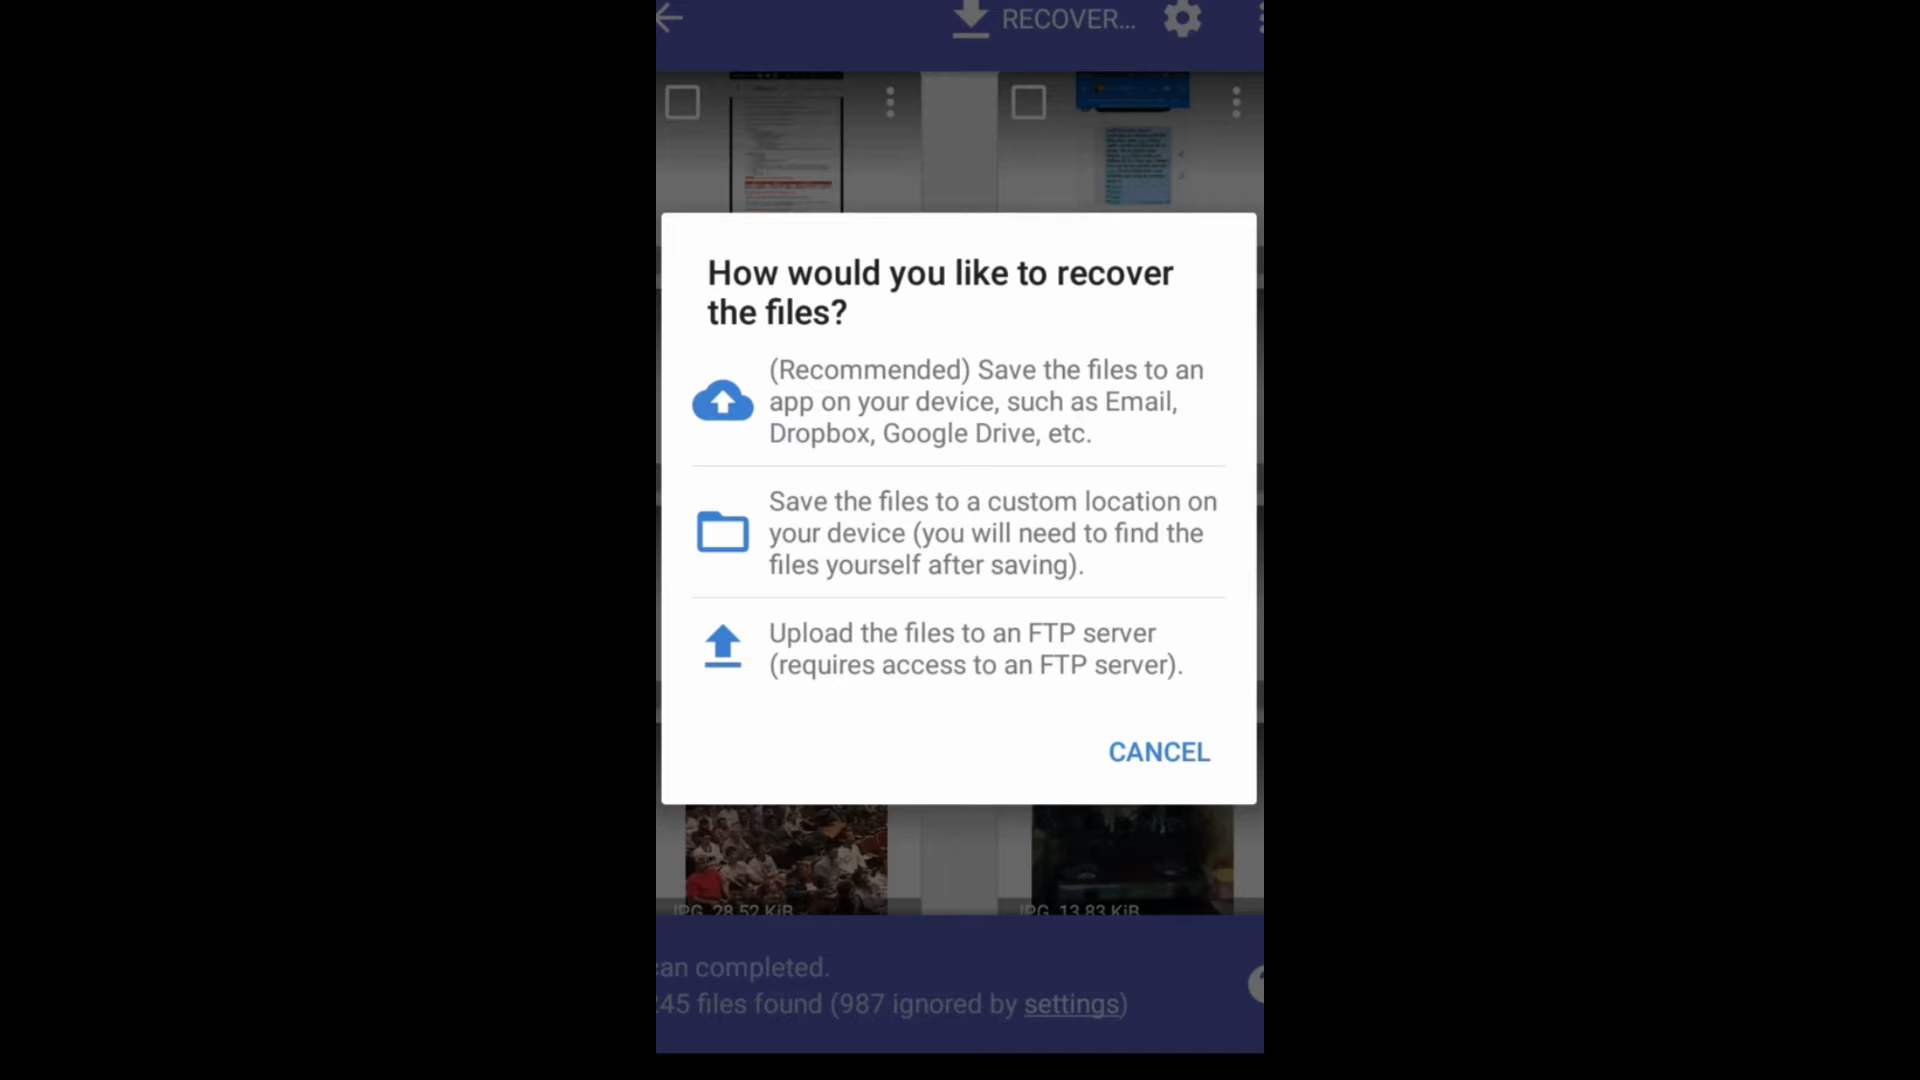 RECOVER...
How would you like to recover
the files?
(Recommended) Save the files to an
app on your device, such as Email,
Dropbox, Google Drive, etc.
Save the files to a custom location on
your device (you will need to find the
files yourself after saving).
Upload the files to an FTP server
(requires access to an FTP server).
CANCEL
JPG, 28.52 KiB
JPG, 13.83 KiB
can completed.
245 files found (987 ignored by settings)